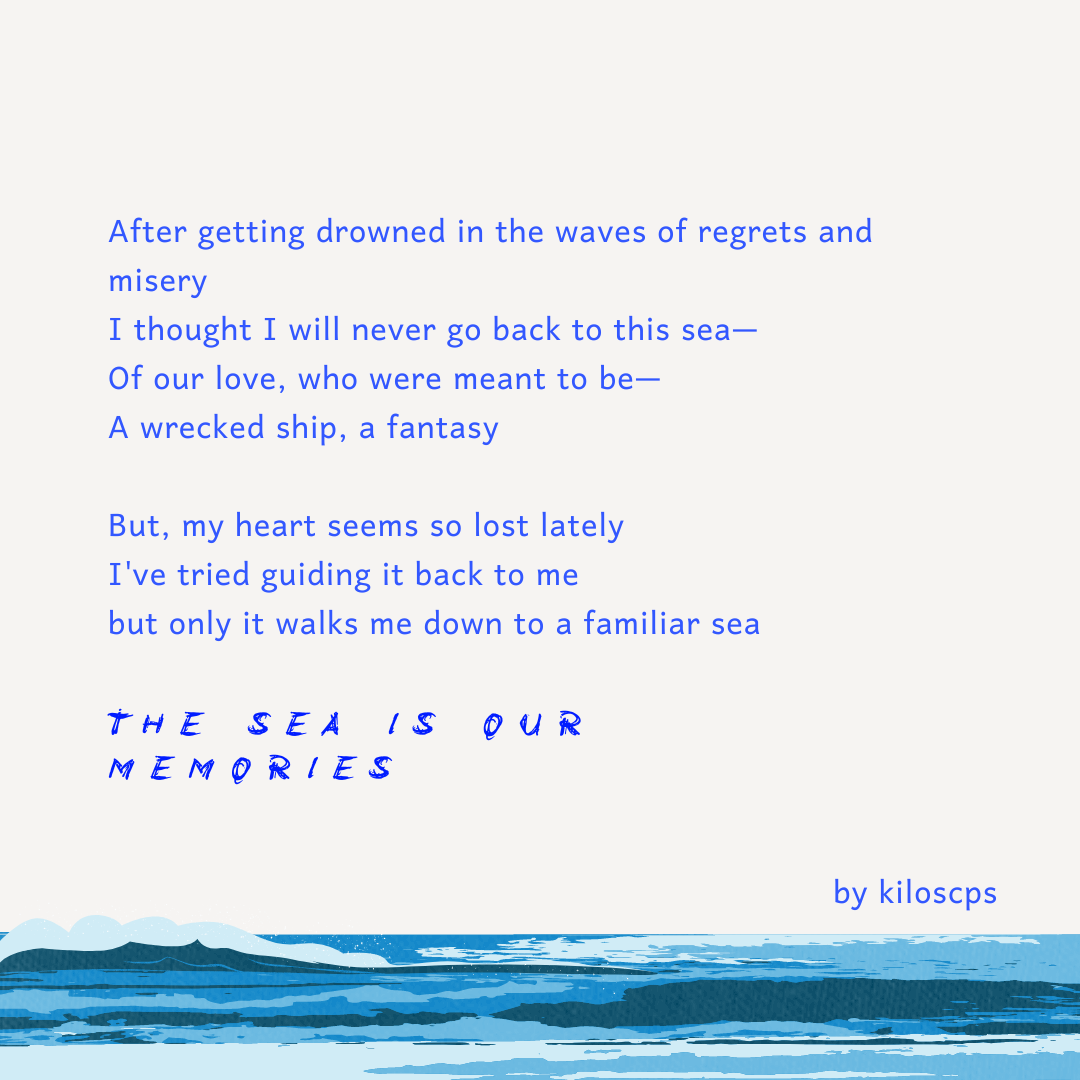 After getting drowned in the waves of regrets and
misery
I thought I will never go back to this sea—
Of our love, who were meant to be—
A wrecked ship, a fantasy
But, my heart seems so lost lately
I've tried guiding it back to me
but only it walks me down to a familiar sea
THE SEA IS OUR
MEMORIES
by kiloscps